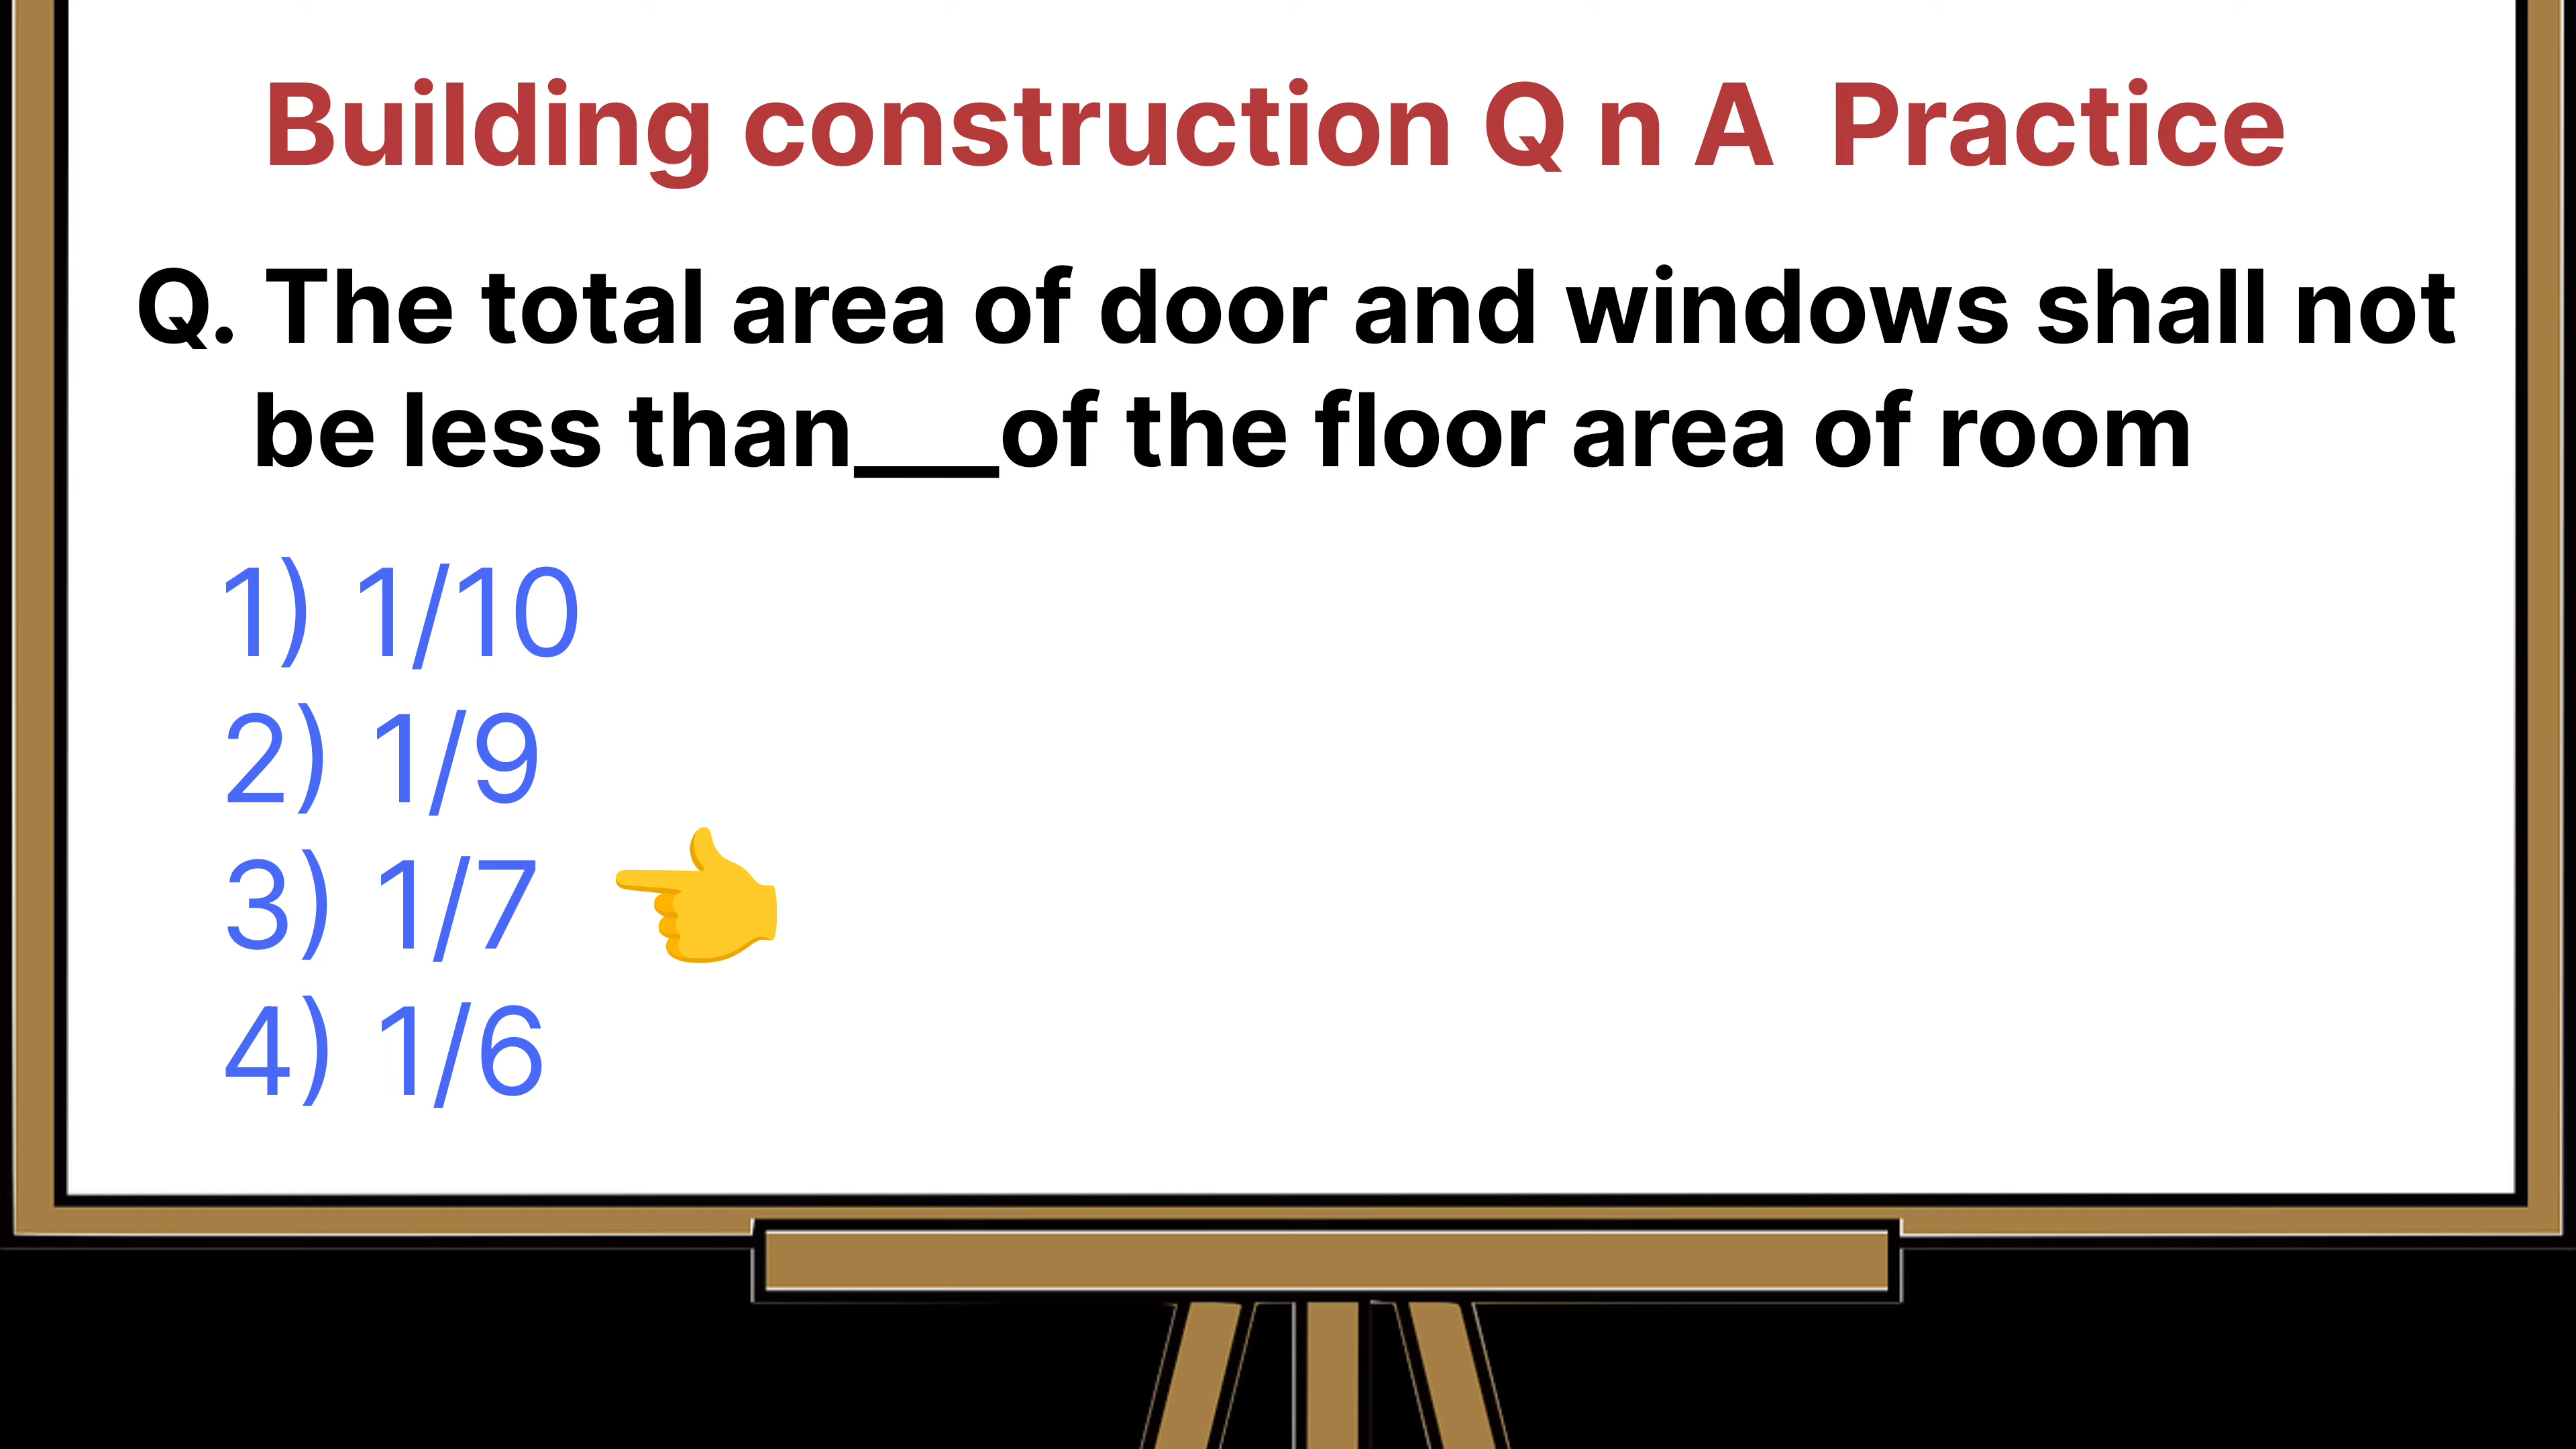 Building construction Q n A Practice
Q. The total area of door and windows shall not
be less than___of the floor area of room
1) 1/10
2) 1/9
3) 1/7
4) 1/6